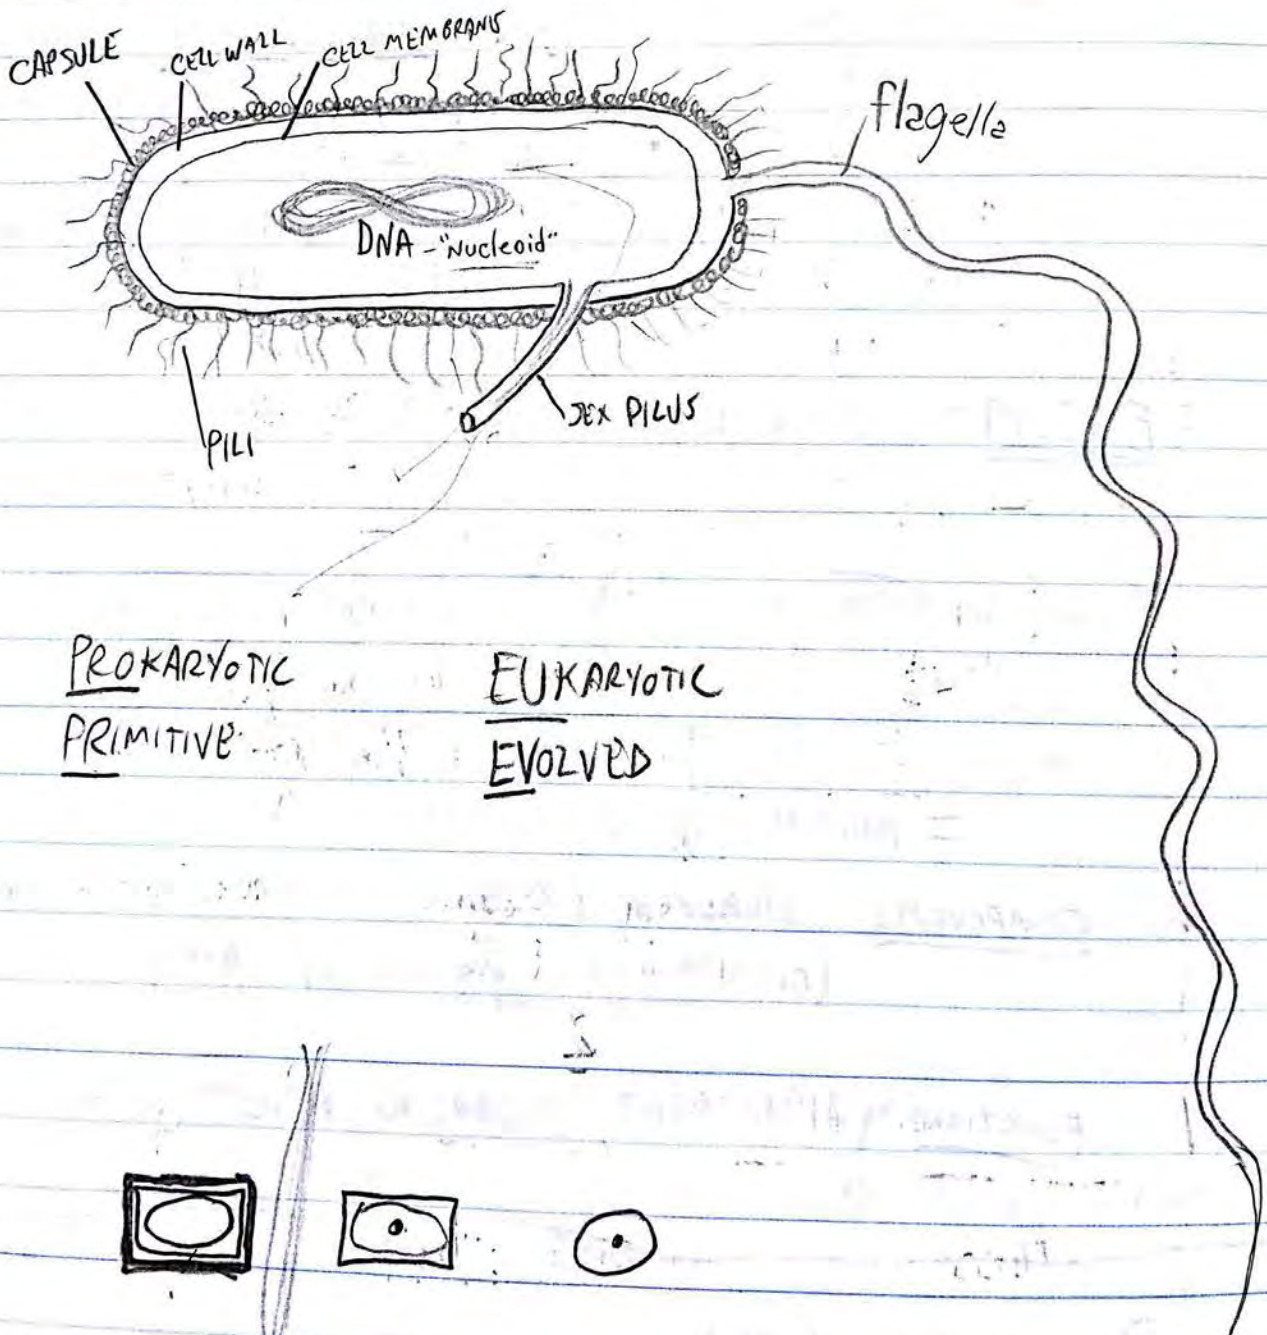 CAPSULE
CELL WALL
CELL MEMBRANE
flagella
DNA - "Nucleoid"
SEX PILUS
PILI
PROKARYOTIC
EUKARYOTIC
PRIMITIVE
EVOLVED